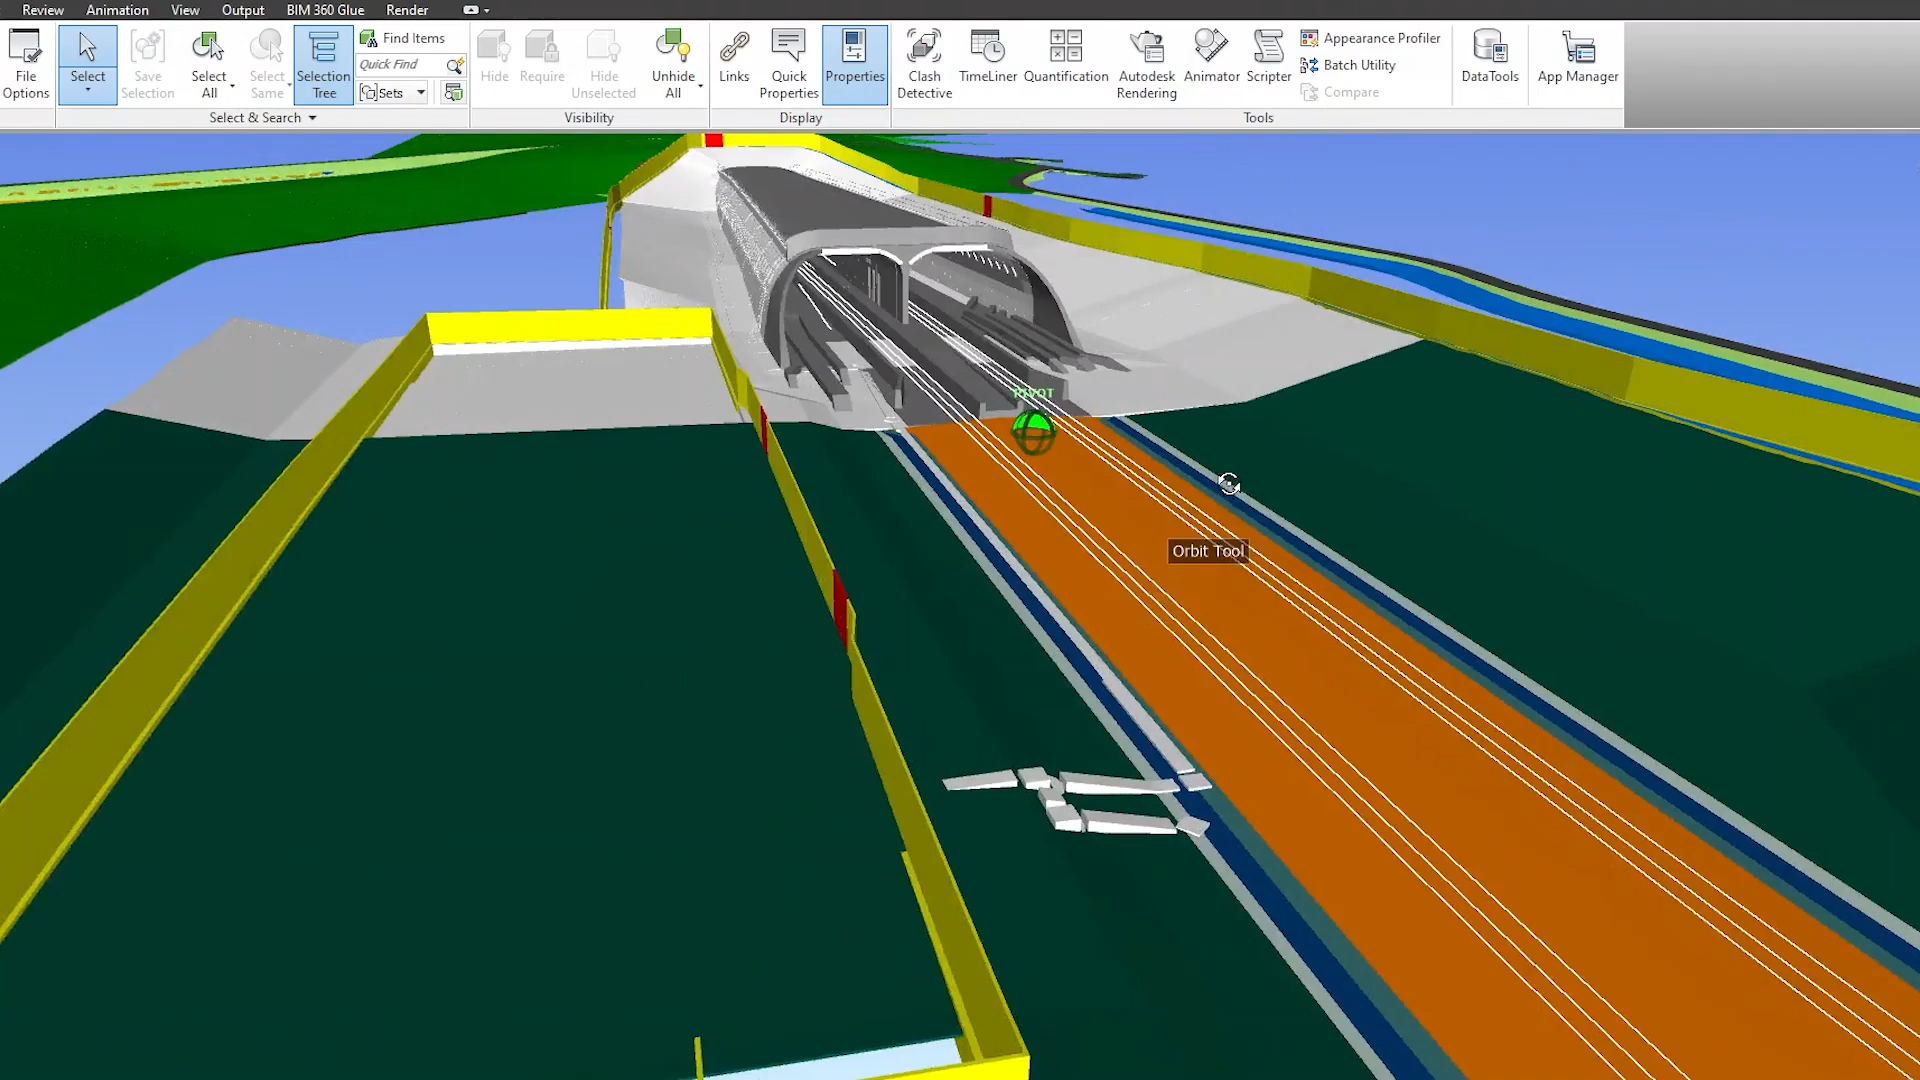 Review Animation View Output BIM 360 Glue Render
File Options
Select
Save Selection
Select All
Select Same
Selection Tree
Find Items
Quick Find
Sets
Hide
Require
Hide Unselected
Unhide All
Links
Quick Properties
Properties
Clash Detective
TimeLiner
Quantification
Autodesk Rendering
Animator
Scripter
Appearance Profiler
Batch Utility
Compare
DataTools
App Manager
Select & Search
Visibility
Display
Tools
PIVOT
Orbit Tool